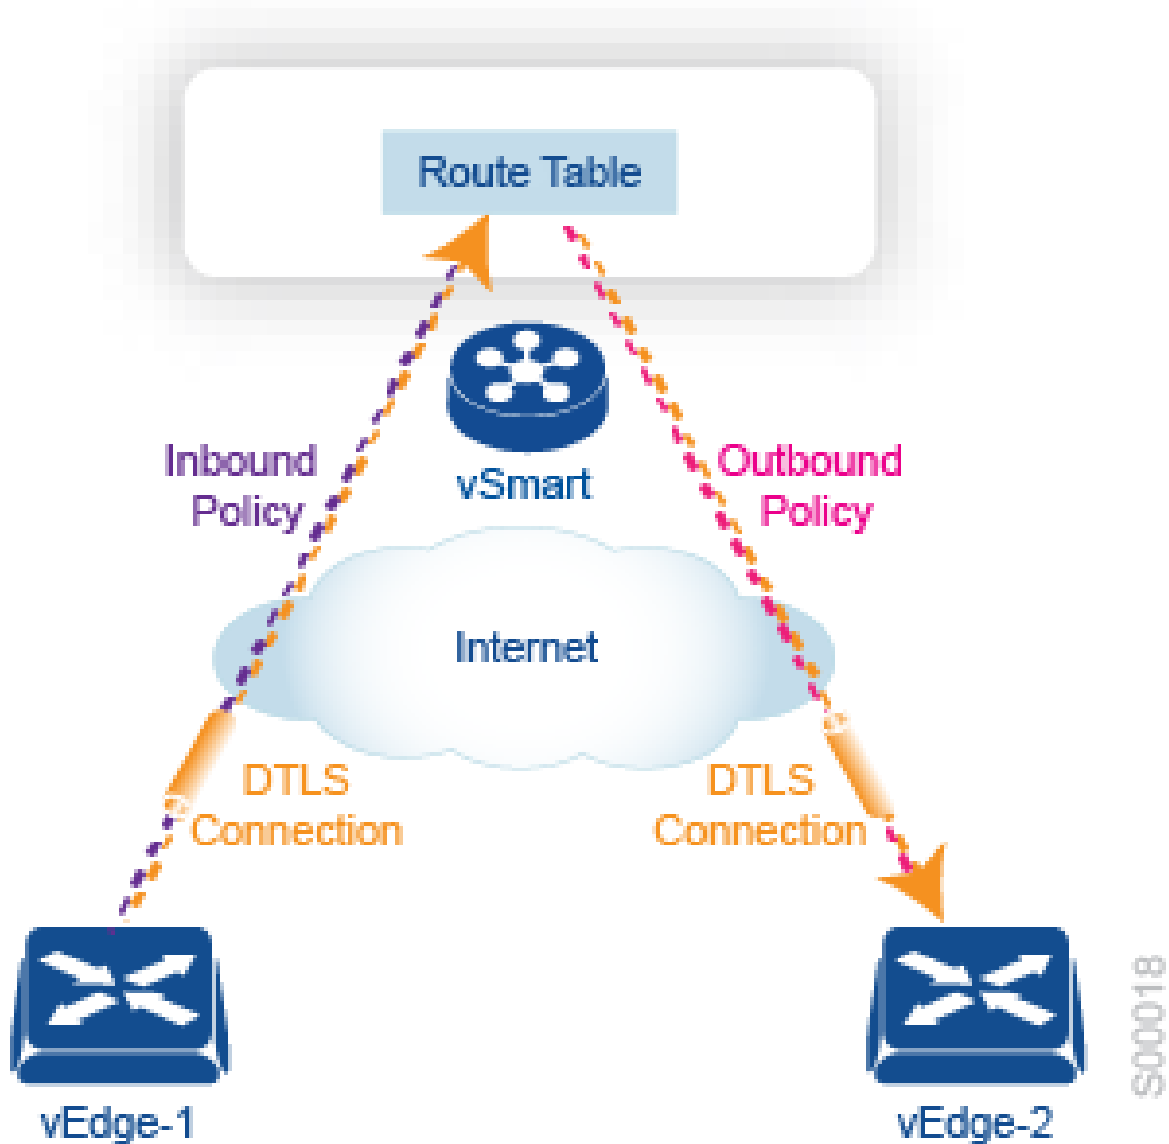 Route Table
Inbound
Policy
vSmart
Outbound
Policy
Internet
DTLS
Connection
DTLS
Connection
vEdge-1
vEdge-2
S00018